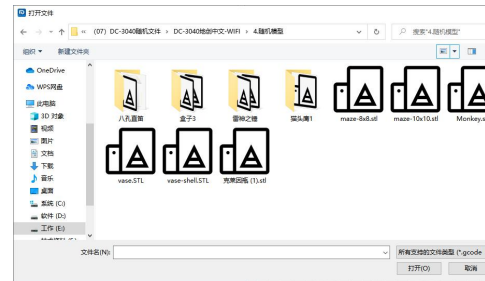 打开文件
« (07) DC-3040随机文件 > DC-3040地创中文-WIFI > 4.随机模型
搜索"4.随机模型"
组织 新建文件夹
OneDrive
WPS网盘
此电脑
3D 对象
视频
图片
文档
下载
音乐
桌面
系统 (C:)
软件 (D:)
工作 (E:)
八孔直笛 盒子3 雷神之锤 猫头鹰1 maze-8x8.stl maze-10x10.stl Monkey.s
vase.STL vase-shell.STL 克莱因瓶 (1).stl
文件名(N): 所有支持的文件类型 (*.gcode
打开(O) 取消